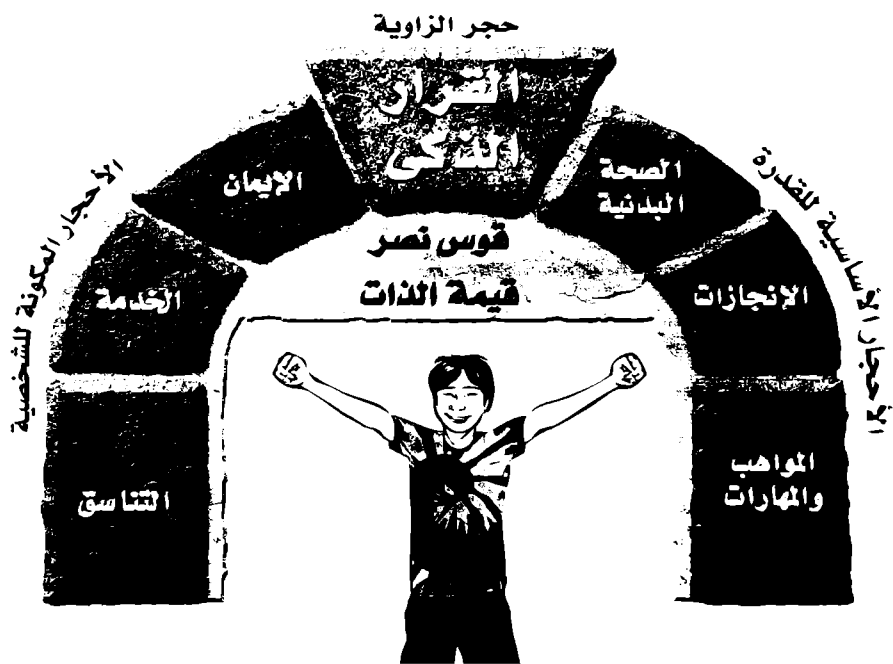 حجر الزاوية
القرار
الذكي
الأحجار المكونة للشخصية
الإيمان
الخدمة
التناسق
الأحجار الأساسية للقدرة
الصحة
البدنية
الإنجازات
المواهب
والمهارات
قوس نصر
قيمة الذات